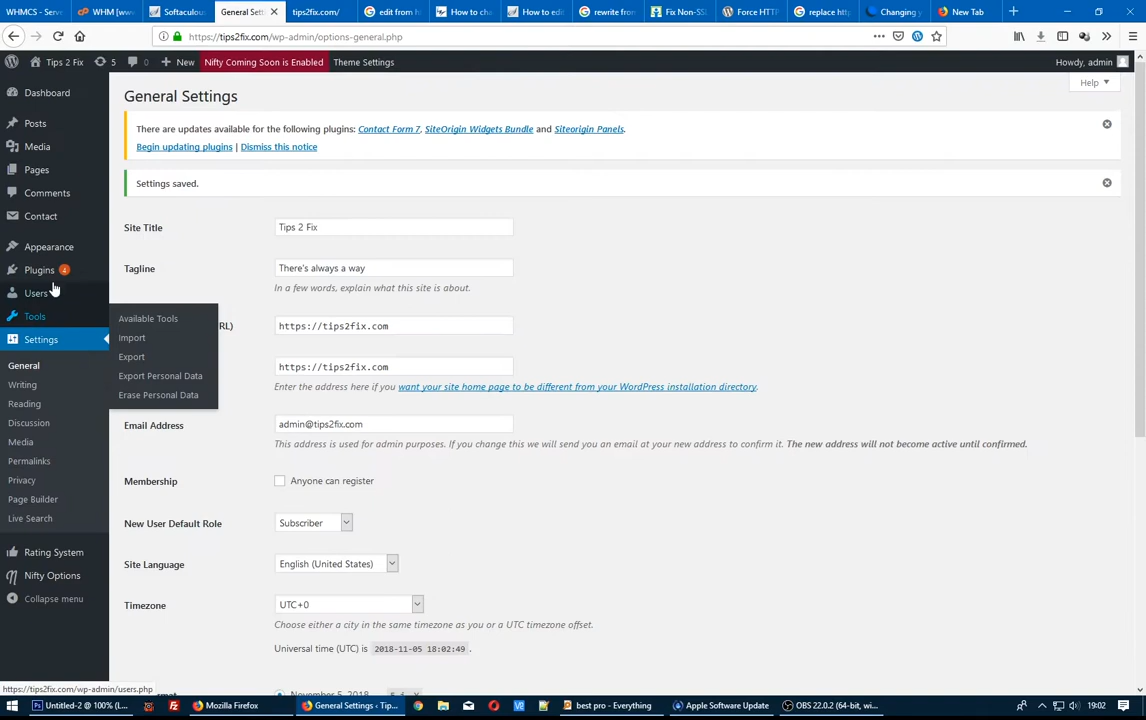 WHMCS - Serv
WHM [www
Softaculous
General Sett
tips2fix.com/
edit from h
How to cha
How to edi
rewrite fro
Fix Non-SS
Force HTTP
replace http
Changing y
New Tab
https://tips2fix.com/wp-admin/options-general.php
Tips 2 Fix
5
0
New
Nifty Coming Soon is Enabled
Theme Settings
Howdy, admin
Help
Dashboard
Posts
Media
Pages
Comments
Contact
Appearance
Plugins 4
Users
Tools
Settings
General
Writing
Reading
Discussion
Media
Permalinks
Privacy
Page Builder
Live Search
Rating System
Nifty Options
Collapse menu
Available Tools
Import
Export
Export Personal Data
Erase Personal Data
General Settings
There are updates available for the following plugins: Contact Form 7, SiteOrigin Widgets Bundle and Siteorigin Panels.
Begin updating plugins | Dismiss this notice
Settings saved.
Site Title
Tips 2 Fix
Tagline
There's always a way
In a few words, explain what this site is about.
RL)
https://tips2fix.com
https://tips2fix.com
Enter the address here if you want your site home page to be different from your WordPress installation directory.
Email Address
admin@tips2fix.com
This address is used for admin purposes. If you change this we will send you an email at your new address to confirm it. The new address will not become active until confirmed.
Membership
Anyone can register
New User Default Role
Subscriber
Site Language
English (United States)
Timezone
UTC+0
Choose either a city in the same timezone as you or a UTC timezone offset.
Universal time (UTC) is 2018-11-05 18:02:49 .
November 5, 2018
https://tips2fix.com/wp-admin/users.php
Untitled-2 @ 100% (L...
Mozilla Firefox
General Settings ‹ Tip...
best pro - Everything
Apple Software Update
OBS 22.0.2 (64-bit, w...
19:02